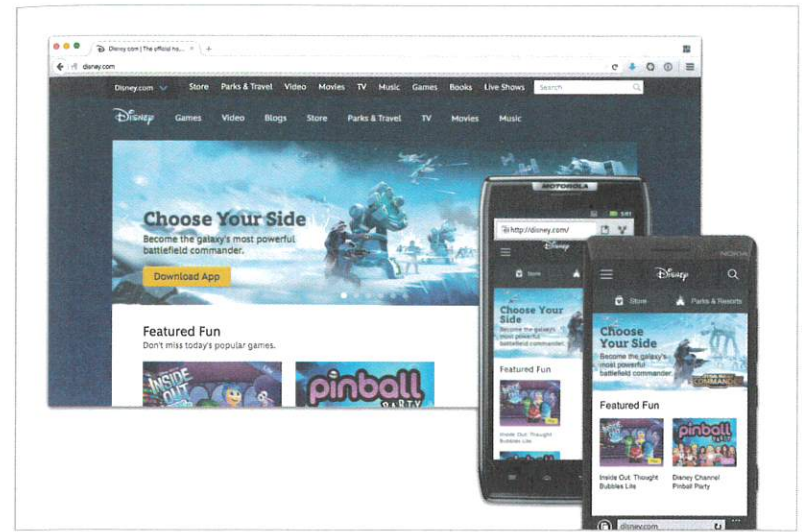 Disney.com | The official ho...
disney.com
Disney.com Store Parks & Travel Video Movies TV Music Games Books Live Shows Search
Disney Games Video Blogs Store Parks & Travel TV Movies Music
Choose Your Side
Become the galaxy's most powerful
battlefield commander.
Download App
Featured Fun
Don't miss today's popular games.
INSIDE
OUT
Lite
pinball
PARTY
MOTOROLA
http://disney.com/
Disney
Store
Choose Your
Side
Become the galaxy's
most powerful
battlefield commander.
Featured Fun
Inside Out: Thought
Bubbles Lite
pinball
NOKIA
Disney
Store Parks & Resorts
Choose
Your Side
Become the galaxy's
most powerful
battlefield commander.
STAR WARS
COMMANDER
Featured Fun
pinball
PARTY
Inside Out: Thought
Bubbles Lite
Disney Channel
Pinball Party
disney.com